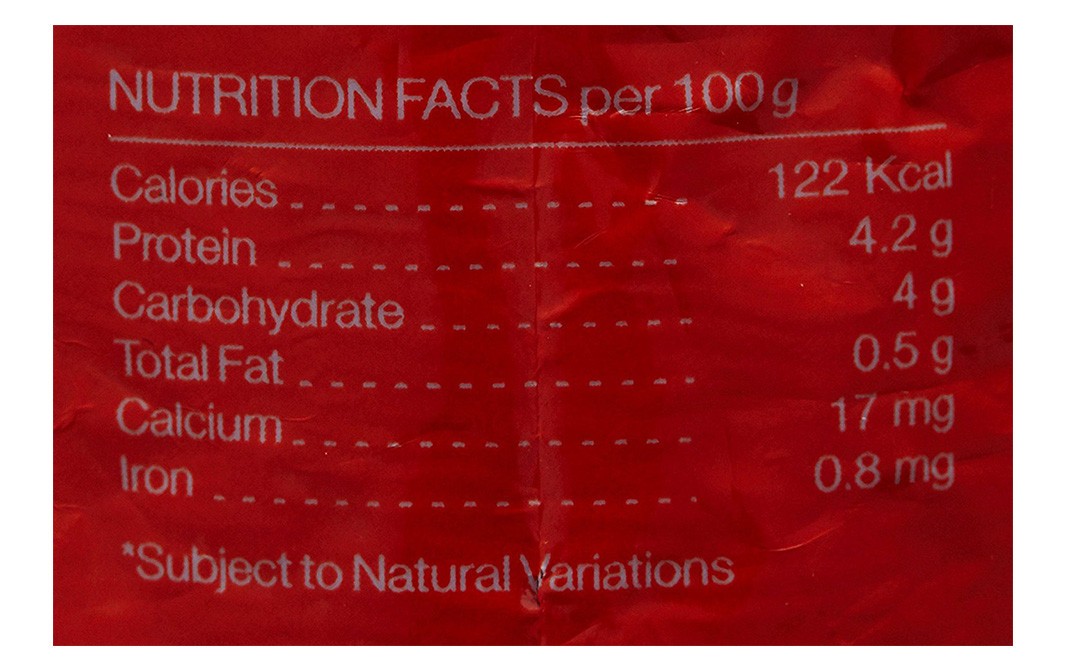 NUTRITION FACTS per 100g
Calories 122 Kcal
Protein 4.2 g
Carbohydrate 4 g
Total Fat 0.5 g
Calcium 17 mg
Iron 0.8 mg
*Subject to Natural Variations